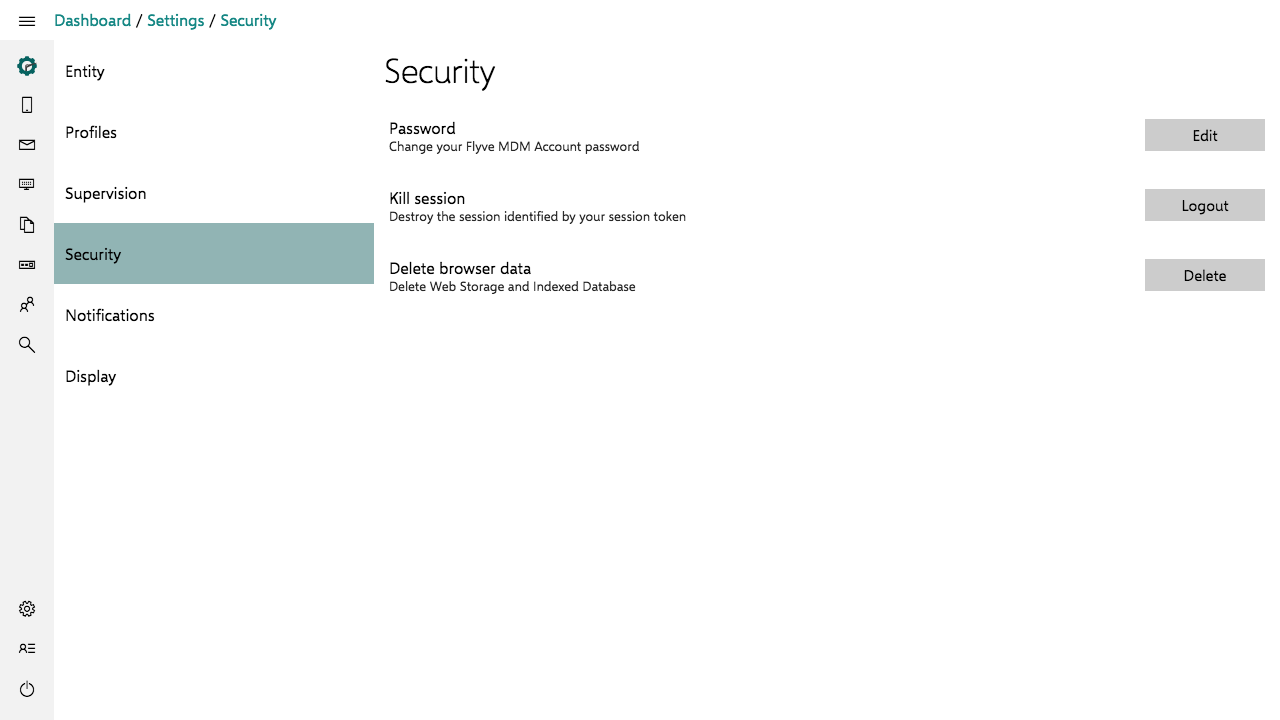 Dashboard / Settings / Security
Entity
Profiles
Supervision
Security
Notifications
Display
Security
Password
Change your Flyve MDM Account password
Edit
Kill session
Destroy the session identified by your session token
Logout
Delete browser data
Delete Web Storage and Indexed Database
Delete